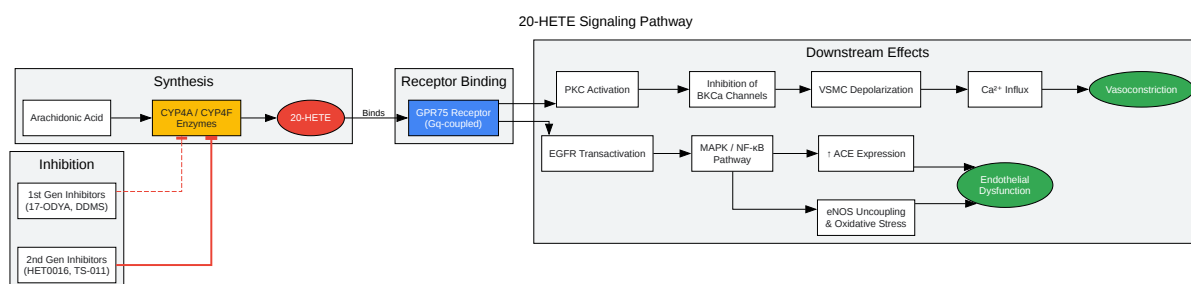 20-HETE Signaling Pathway
Synthesis
Arachidonic Acid
CYP4A / CYP4F
Enzymes
20-HETE
Binds
Receptor Binding
GPR75 Receptor
(Gq-coupled)
Downstream Effects
PKC Activation
Inhibition of
BKCa Channels
VSMC Depolarization
Ca²⁺ Influx
Vasoconstriction
EGFR Transactivation
MAPK / NF-κB
Pathway
↑ ACE Expression
Endothelial
Dysfunction
eNOS Uncoupling
& Oxidative Stress
Inhibition
1st Gen Inhibitors
(17-ODYA, DDMS)
2nd Gen Inhibitors
(HET0016, TS-011)